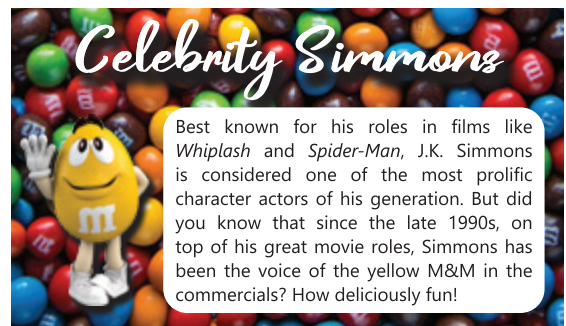 Celebrity Simmons
Best known for his roles in films like
Whiplash and Spider-Man, J.K. Simmons
is considered one of the most prolific
character actors of his generation. But did
you know that since the late 1990s, on
top of his great movie roles, Simmons has
been the voice of the yellow M&M in the
commercials? How deliciously fun!
m